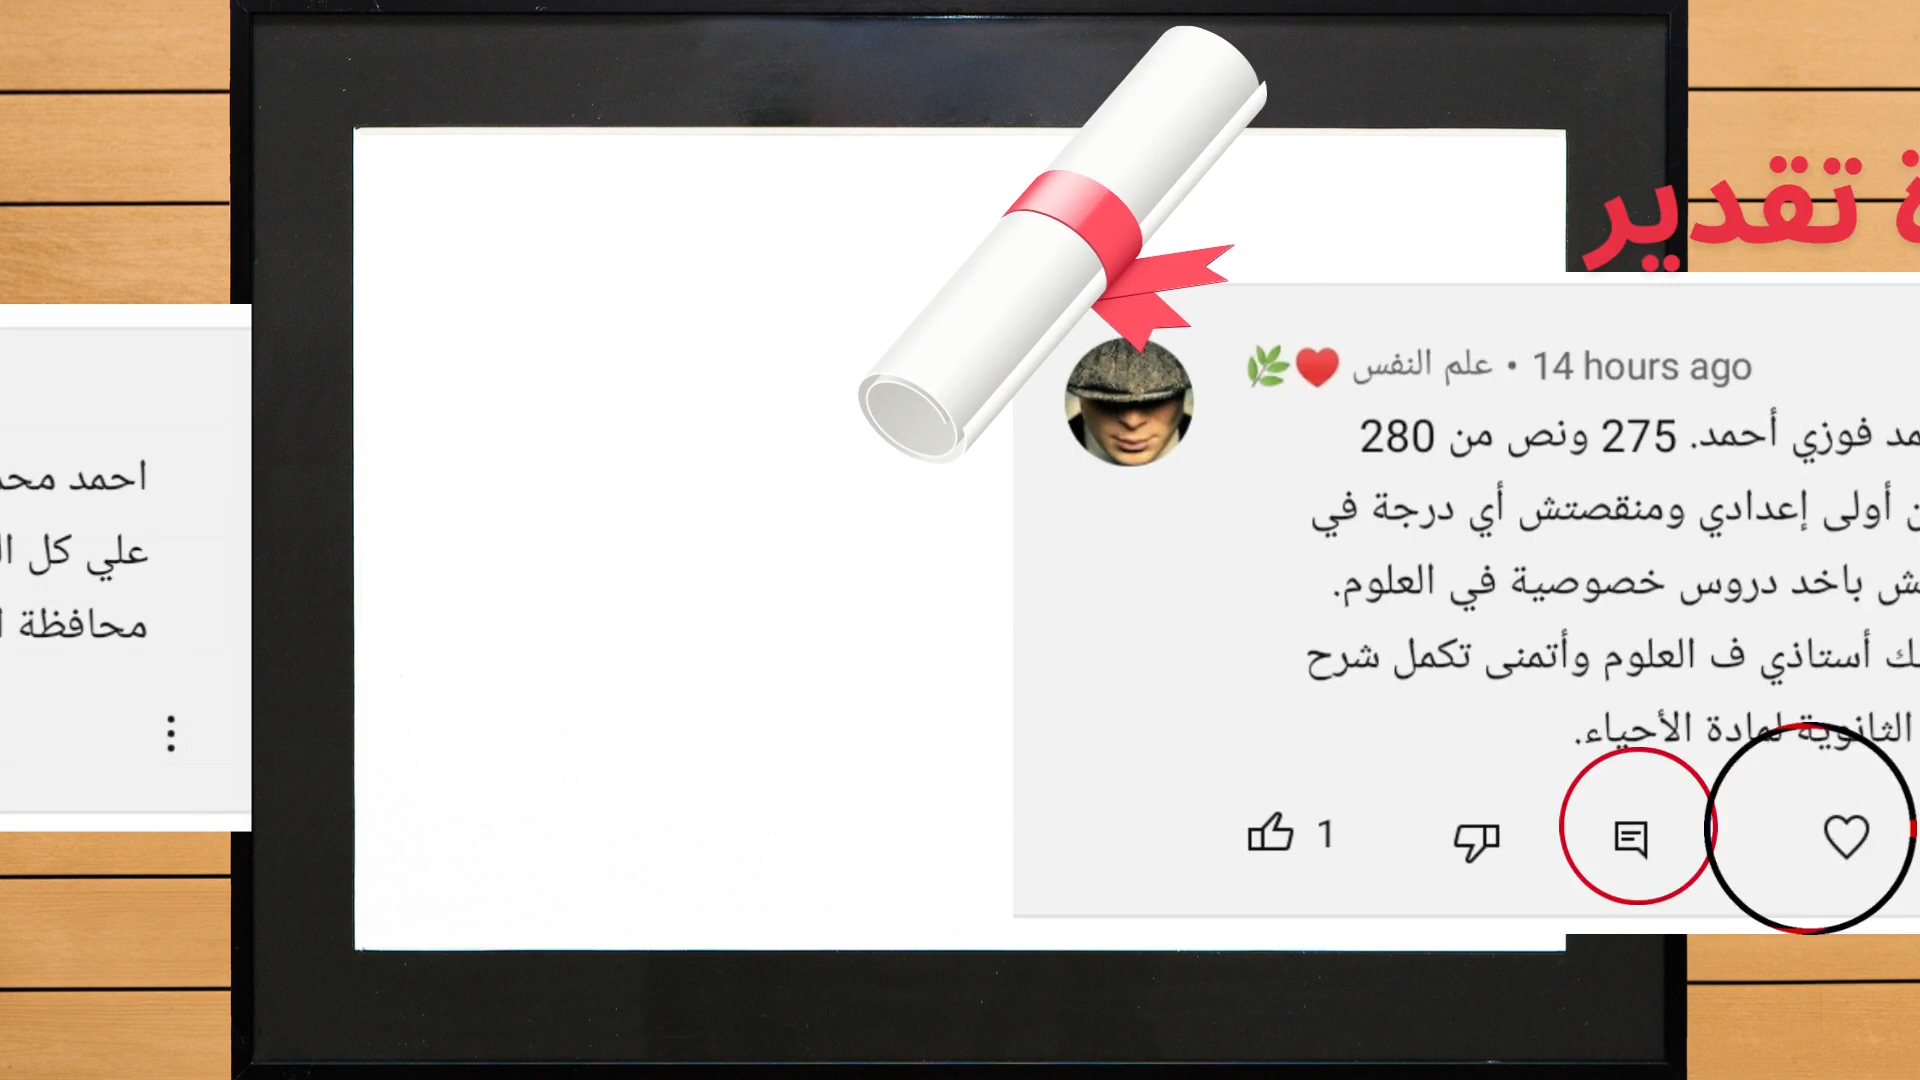 تقدير
علم النفس • 14 hours ago
فوزي أحمد. 275 ونص من 280
أولى إعدادي ومنقصتش أي درجة في
باخد دروس خصوصية في العلوم.
أستاذي ف العلوم وأتمنى تكمل شرح
الثانوية لمادة الأحياء.
1
احمد
علي كل
محافظة